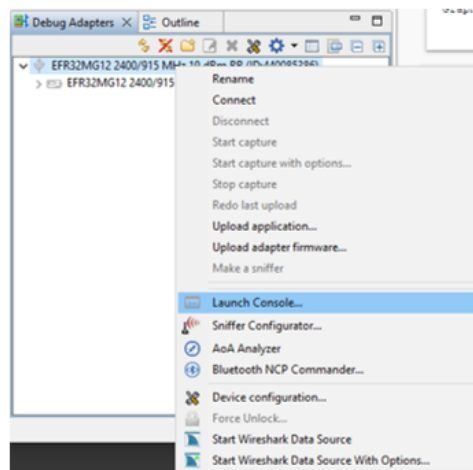 Debug Adapters
Outline
EFR32MG12 2400/915 MHz 10 dBm RB (ID:440085286)
EFR32MG12 2400/915
Rename
Connect
Disconnect
Start capture
Start capture with options...
Stop capture
Redo last upload
Upload application...
Upload adapter firmware...
Make a sniffer
Launch Console...
Sniffer Configurator...
AoA Analyzer
Bluetooth NCP Commander...
Device configuration...
Force Unlock...
Start Wireshark Data Source
Start Wireshark Data Source With Options...